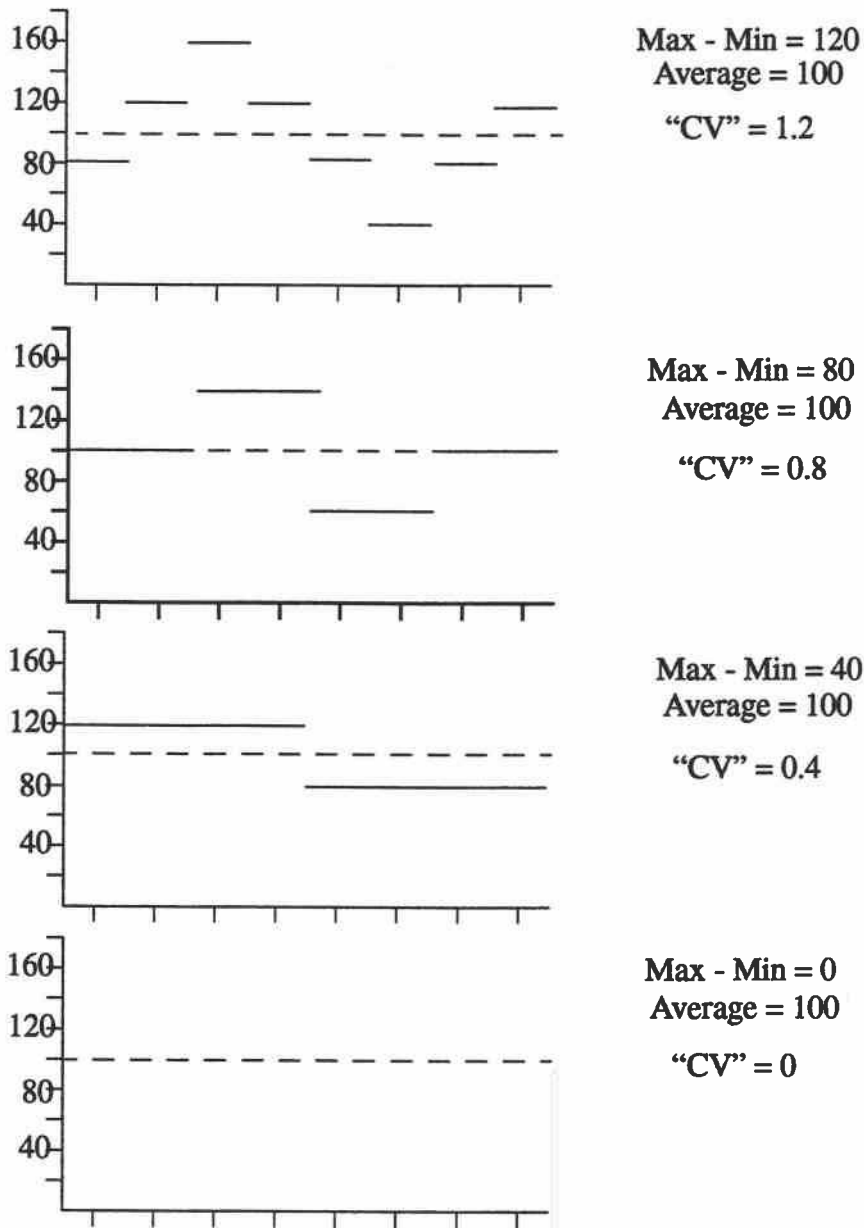 160
120
80
40
Max - Min = 120
Average = 100
“CV” = 1.2
160
120
80
40
Max - Min = 80
Average = 100
“CV” = 0.8
160
120
80
40
Max - Min = 40
Average = 100
“CV” = 0.4
160
120
80
40
Max - Min = 0
Average = 100
“CV” = 0